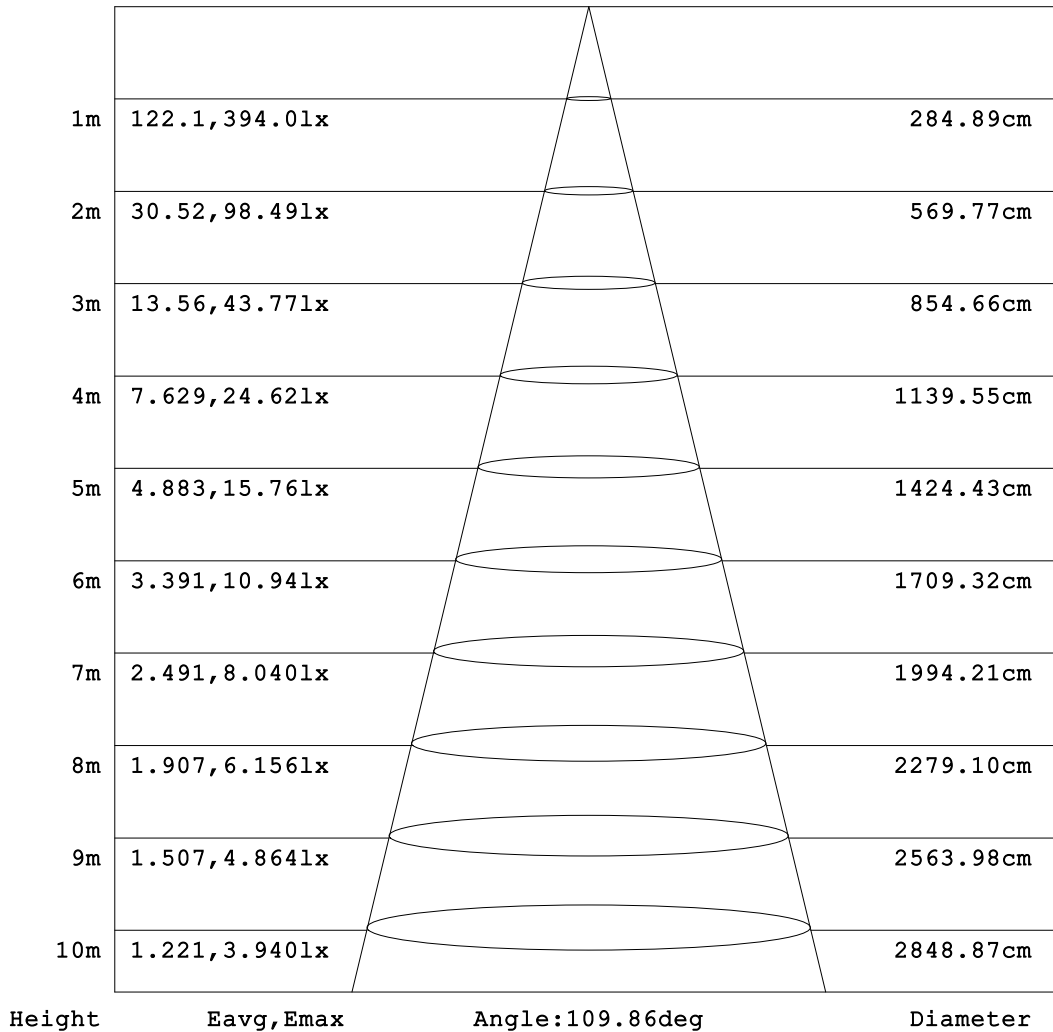 1m 122.1,394.0lx 284.89cm
2m 30.52,98.49lx 569.77cm
3m 13.56,43.77lx 854.66cm
4m 7.629,24.62lx 1139.55cm
5m 4.883,15.76lx 1424.43cm
6m 3.391,10.94lx 1709.32cm
7m 2.491,8.040lx 1994.21cm
8m 1.907,6.156lx 2279.10cm
9m 1.507,4.864lx 2563.98cm
10m 1.221,3.940lx 2848.87cm
Height Eavg,Emax Angle:109.86deg Diameter